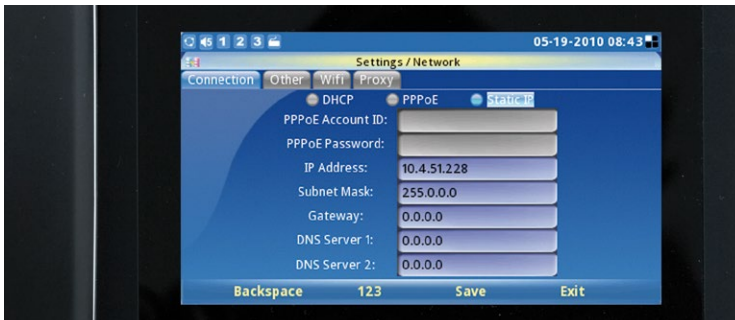 1 2 3 05-19-2010 08:43
Settings / Network
Connection Other Wifi Proxy
DHCP PPPoE Static IP
PPPoE Account ID:
PPPoE Password:
IP Address: 10.4.51.228
Subnet Mask: 255.0.0.0
Gateway: 0.0.0.0
DNS Server 1: 0.0.0.0
DNS Server 2: 0.0.0.0
Backspace 123 Save Exit